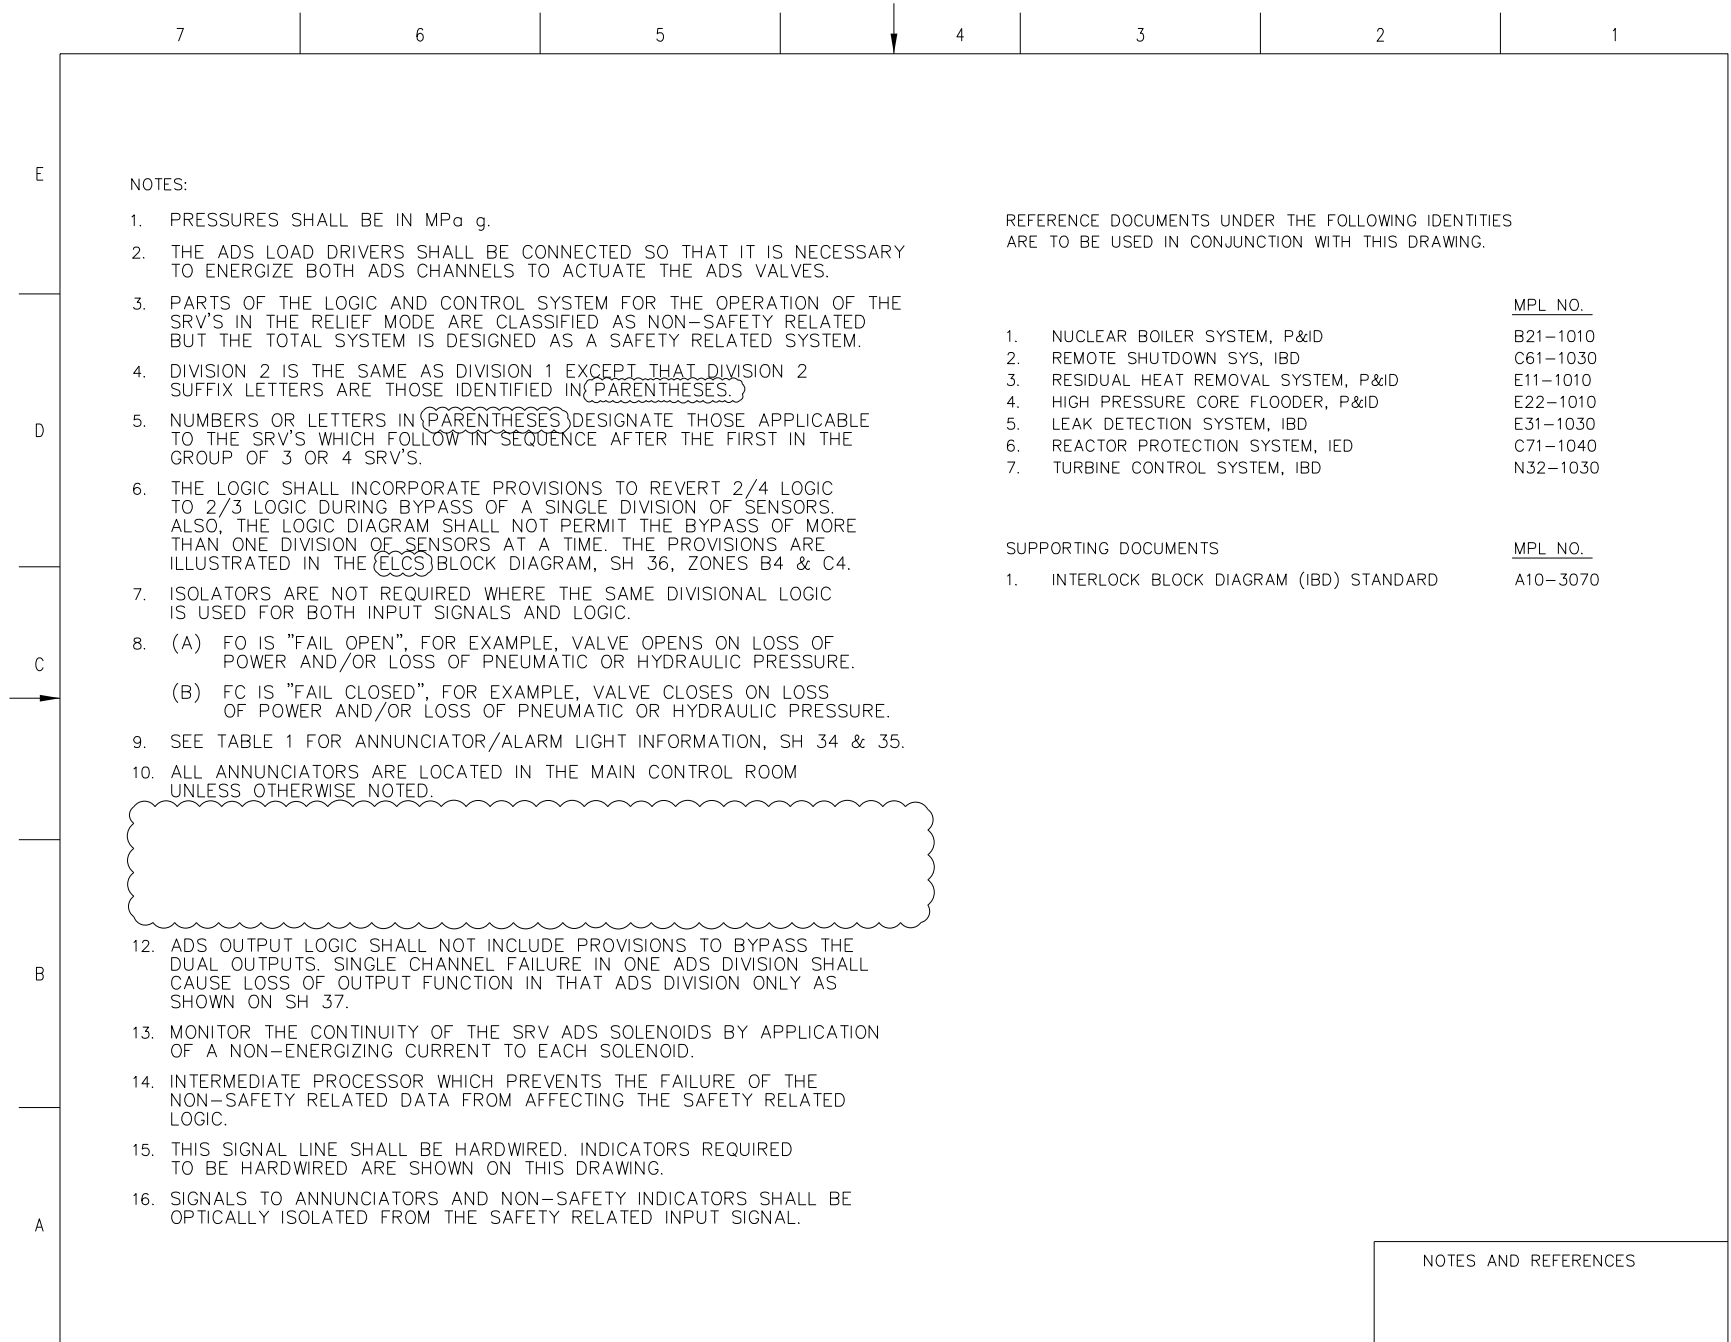 7 6 5 4 3 2 1
E
NOTES:
1. PRESSURES SHALL BE IN MPa g.
2. THE ADS LOAD DRIVERS SHALL BE CONNECTED SO THAT IT IS NECESSARY
TO ENERGIZE BOTH ADS CHANNELS TO ACTUATE THE ADS VALVES.
3. PARTS OF THE LOGIC AND CONTROL SYSTEM FOR THE OPERATION OF THE
SRV'S IN THE RELIEF MODE ARE CLASSIFIED AS NON-SAFETY RELATED
BUT THE TOTAL SYSTEM IS DESIGNED AS A SAFETY RELATED SYSTEM.
4. DIVISION 2 IS THE SAME AS DIVISION 1 EXCEPT THAT DIVISION 2
SUFFIX LETTERS ARE THOSE IDENTIFIED IN PARENTHESES.
D
5. NUMBERS OR LETTERS IN PARENTHESES DESIGNATE THOSE APPLICABLE
TO THE SRV'S WHICH FOLLOW IN SEQUENCE AFTER THE FIRST IN THE
GROUP OF 3 OR 4 SRV'S.
6. THE LOGIC SHALL INCORPORATE PROVISIONS TO REVERT 2/4 LOGIC
TO 2/3 LOGIC DURING BYPASS OF A SINGLE DIVISION OF SENSORS.
ALSO, THE LOGIC DIAGRAM SHALL NOT PERMIT THE BYPASS OF MORE
THAN ONE DIVISION OF SENSORS AT A TIME. THE PROVISIONS ARE
ILLUSTRATED IN THE ELCS BLOCK DIAGRAM, SH 36, ZONES B4 & C4.
7. ISOLATORS ARE NOT REQUIRED WHERE THE SAME DIVISIONAL LOGIC
IS USED FOR BOTH INPUT SIGNALS AND LOGIC.
C
8. (A) FO IS "FAIL OPEN", FOR EXAMPLE, VALVE OPENS ON LOSS OF
POWER AND/OR LOSS OF PNEUMATIC OR HYDRAULIC PRESSURE.
(B) FC IS "FAIL CLOSED", FOR EXAMPLE, VALVE CLOSES ON LOSS
OF POWER AND/OR LOSS OF PNEUMATIC OR HYDRAULIC PRESSURE.
9. SEE TABLE 1 FOR ANNUNCIATOR/ALARM LIGHT INFORMATION, SH 34 & 35.
10. ALL ANNUNCIATORS ARE LOCATED IN THE MAIN CONTROL ROOM
UNLESS OTHERWISE NOTED.
B
12. ADS OUTPUT LOGIC SHALL NOT INCLUDE PROVISIONS TO BYPASS THE
DUAL OUTPUTS. SINGLE CHANNEL FAILURE IN ONE ADS DIVISION SHALL
CAUSE LOSS OF OUTPUT FUNCTION IN THAT ADS DIVISION ONLY AS
SHOWN ON SH 37.
13. MONITOR THE CONTINUITY OF THE SRV ADS SOLENOIDS BY APPLICATION
OF A NON-ENERGIZING CURRENT TO EACH SOLENOID.
14. INTERMEDIATE PROCESSOR WHICH PREVENTS THE FAILURE OF THE
NON-SAFETY RELATED DATA FROM AFFECTING THE SAFETY RELATED
LOGIC.
15. THIS SIGNAL LINE SHALL BE HARDWIRED. INDICATORS REQUIRED
TO BE HARDWIRED ARE SHOWN ON THIS DRAWING.
A
16. SIGNALS TO ANNUNCIATORS AND NON-SAFETY INDICATORS SHALL BE
OPTICALLY ISOLATED FROM THE SAFETY RELATED INPUT SIGNAL.
REFERENCE DOCUMENTS UNDER THE FOLLOWING IDENTITIES
ARE TO BE USED IN CONJUNCTION WITH THIS DRAWING.
MPL NO.
1. NUCLEAR BOILER SYSTEM, P&ID B21-1010
2. REMOTE SHUTDOWN SYS, IBD C61-1030
3. RESIDUAL HEAT REMOVAL SYSTEM, P&ID E11-1010
4. HIGH PRESSURE CORE FLOODER, P&ID E22-1010
5. LEAK DETECTION SYSTEM, IBD E31-1030
6. REACTOR PROTECTION SYSTEM, IED C71-1040
7. TURBINE CONTROL SYSTEM, IBD N32-1030
SUPPORTING DOCUMENTS MPL NO.
1. INTERLOCK BLOCK DIAGRAM (IBD) STANDARD A10-3070
NOTES AND REFERENCES